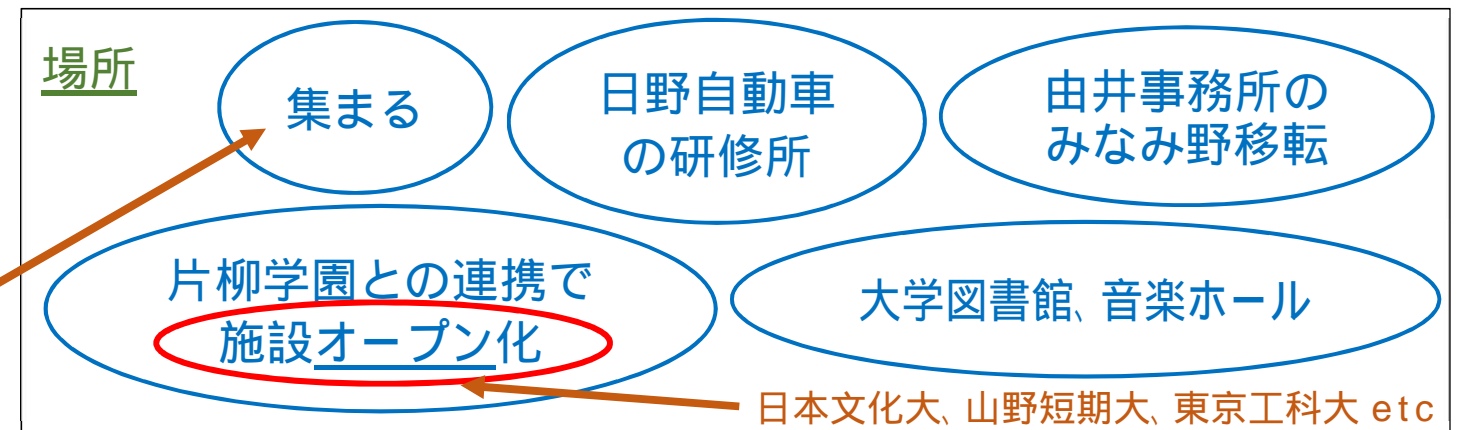 場所
集まる
日野自動車
の研修所
由井事務所の
みなみ野移転
片柳学園との連携で
施設オープン化
大学図書館、音楽ホール
日本文化大、山野短期大、東京工科大 etc